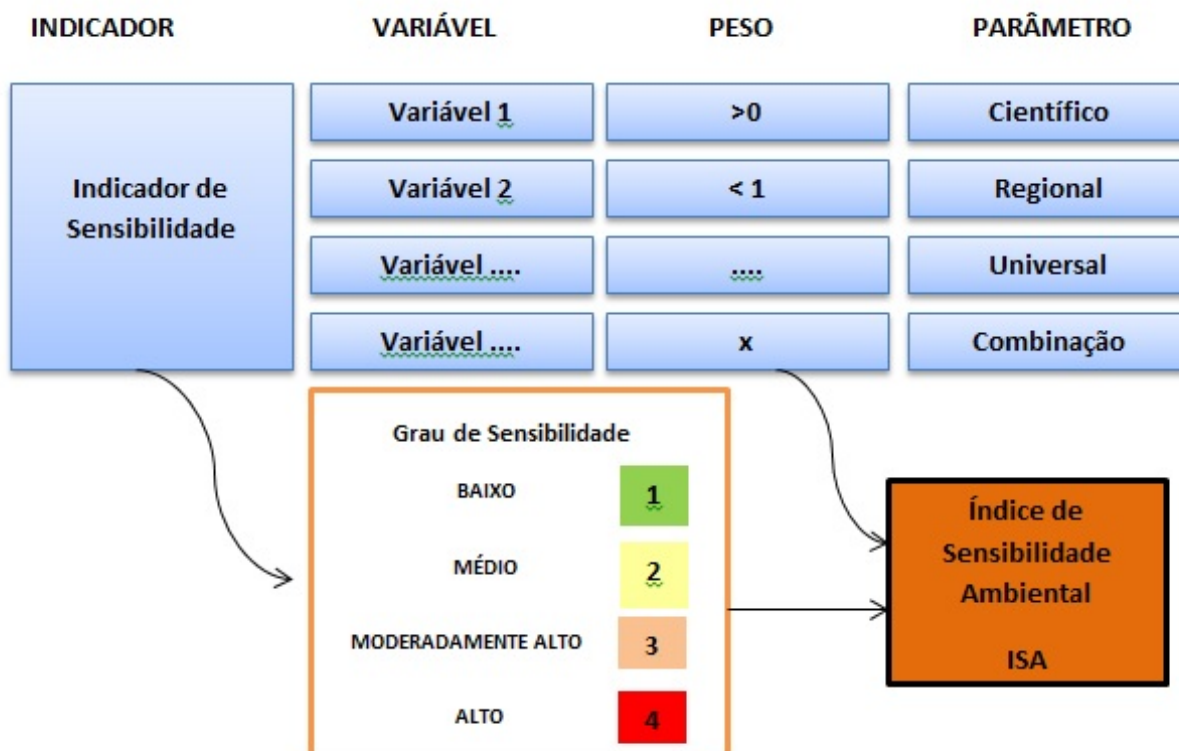 INDICADOR VARIÁVEL PESO PARÂMETRO
Variável 1 >0 Científico
Indicador de
Sensibilidade
Variável 2 < 1 Regional
Variável .... .... Universal
Variável .... x Combinação
Grau de Sensibilidade
BAIXO 1
MÉDIO 2
MODERADAMENTE ALTO 3
ALTO 4
Índice de
Sensibilidade
Ambiental
ISA